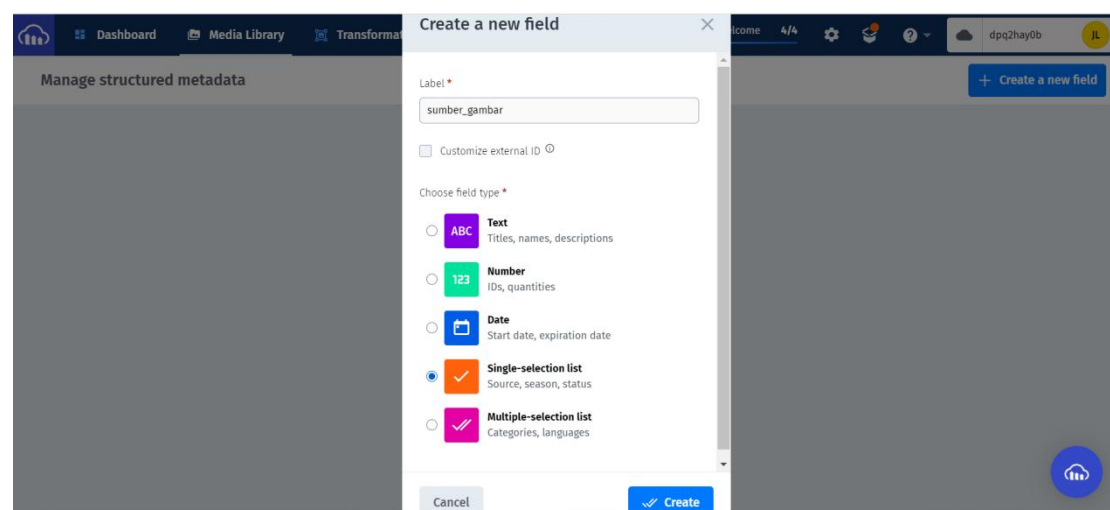 Dashboard
Media Library
Create a new field
4/4
dpq2hay0b
JL
Manage structured metadata
+ Create a new field
Label *
sumber_gambar
Customize external ID
Choose field type *
ABC
Text
Titles, names, descriptions
123
Number
IDs, quantities
Date
Start date, expiration date
Single-selection list
Source, season, status
Multiple-selection list
Categories, languages
Cancel
Create